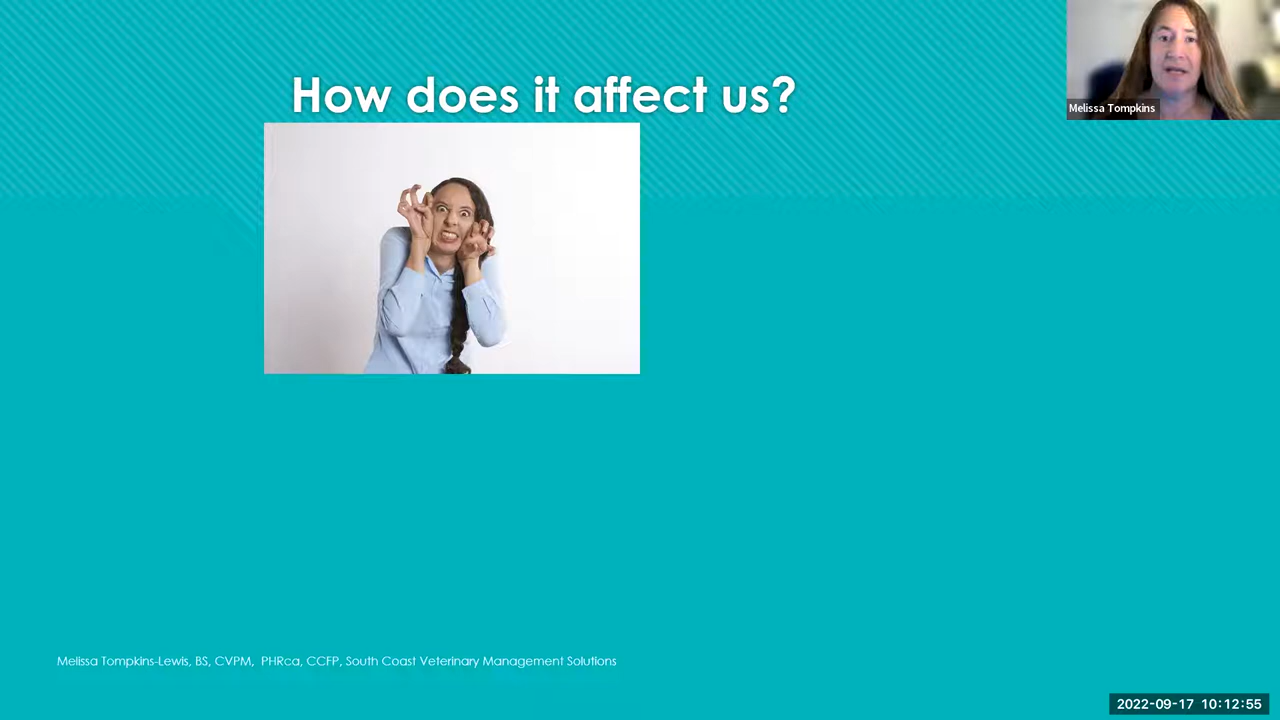 How does it affect us?
Melissa Tompkins
Melissa Tompkins-Lewis, BS, CVPM, PHRca, CCFP, South Coast Veterinary Management Solutions
2022-09-17 10:12:55